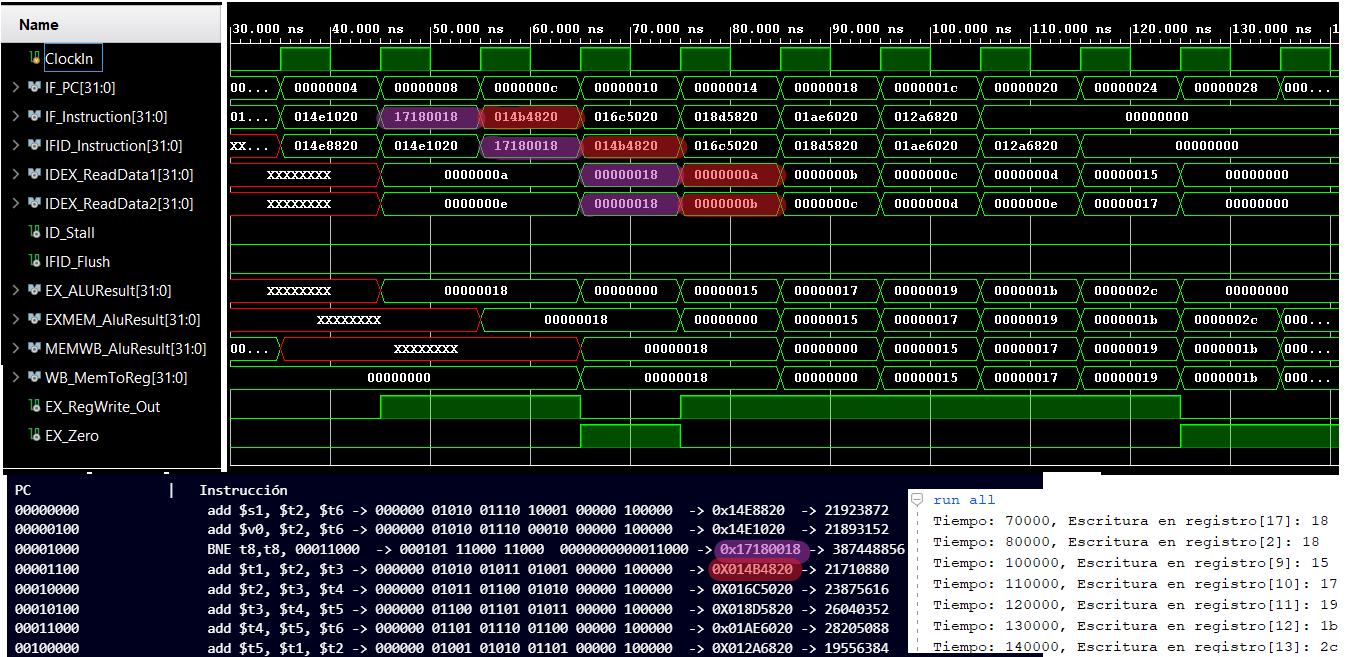 Name
30.000 ns 40.000 ns 50.000 ns 60.000 ns 70.000 ns 80.000 ns 90.000 ns 100.000 ns 110.000 ns 120.000 ns 130.000 ns 1
ClockIn
IF_PC[31:0] 00... 00000004 00000008 0000000c 00000010 00000014 00000018 0000001c 00000020 00000024 00000028 000...
IF_Instruction[31:0] 01... 014e1020 17180018 014b4820 016c5020 018d5820 01ae6020 012a6820 00000000
IFID_Instruction[31:0] XX... 014e8820 014e1020 17180018 014b4820 016c5020 018d5820 01ae6020 012a6820 00000000
IDEX_ReadData1[31:0] XXXXXXXX 0000000a 00000018 0000000a 0000000b 0000000c 0000000d 00000015 00000000
IDEX_ReadData2[31:0] XXXXXXXX 0000000e 00000018 0000000b 0000000c 0000000d 0000000e 00000017 00000000
ID_Stall
IFID_Flush
EX_ALUResult[31:0] XXXXXXXX 00000018 00000000 00000015 00000017 00000019 0000001b 0000002c 00000000
EXMEM_AluResult[31:0] XXXXXXXX 00000018 00000000 00000015 00000017 00000019 0000001b 0000002c 000...
MEMWB_AluResult[31:0] 00... XXXXXXXX 00000018 00000000 00000015 00000017 00000019 0000001b 000...
WB_MemToReg[31:0] 00000000 00000018 00000000 00000015 00000017 00000019 0000001b 000...
EX_RegWrite_Out
EX_Zero
PC | Instrucción
00000000 add $s1, $t2, $t6 -> 000000 01010 01110 10001 00000 100000 -> 0x14E8820 -> 21923872
00000100 add $v0, $t2, $t6 -> 000000 01010 01110 00010 00000 100000 -> 0x14E1020 -> 21893152
00001000 BNE t8,t8, 00011000 -> 000101 11000 11000 0000000000011000 -> 0x17180018 -> 387448856
00001100 add $t1, $t2, $t3 -> 000000 01010 01011 01001 00000 100000 -> 0X014B4820 -> 21710880
00010000 add $t2, $t3, $t4 -> 000000 01011 01100 01010 00000 100000 -> 0X016C5020 -> 23875616
00010100 add $t3, $t4, $t5 -> 000000 01100 01101 01011 00000 100000 -> 0X018D5820 -> 26040352
00011000 add $t4, $t5, $t6 -> 000000 01101 01110 01100 00000 100000 -> 0x01AE6020 -> 28205088
00100000 add $t5, $t1, $t2 -> 000000 01001 01010 01101 00000 100000 -> 0X012A6820 -> 19556384
run all
Tiempo: 70000, Escritura en registro[17]: 18
Tiempo: 80000, Escritura en registro[2]: 18
Tiempo: 100000, Escritura en registro[9]: 15
Tiempo: 110000, Escritura en registro[10]: 17
Tiempo: 120000, Escritura en registro[11]: 19
Tiempo: 130000, Escritura en registro[12]: 1b
Tiempo: 140000, Escritura en registro[13]: 2c